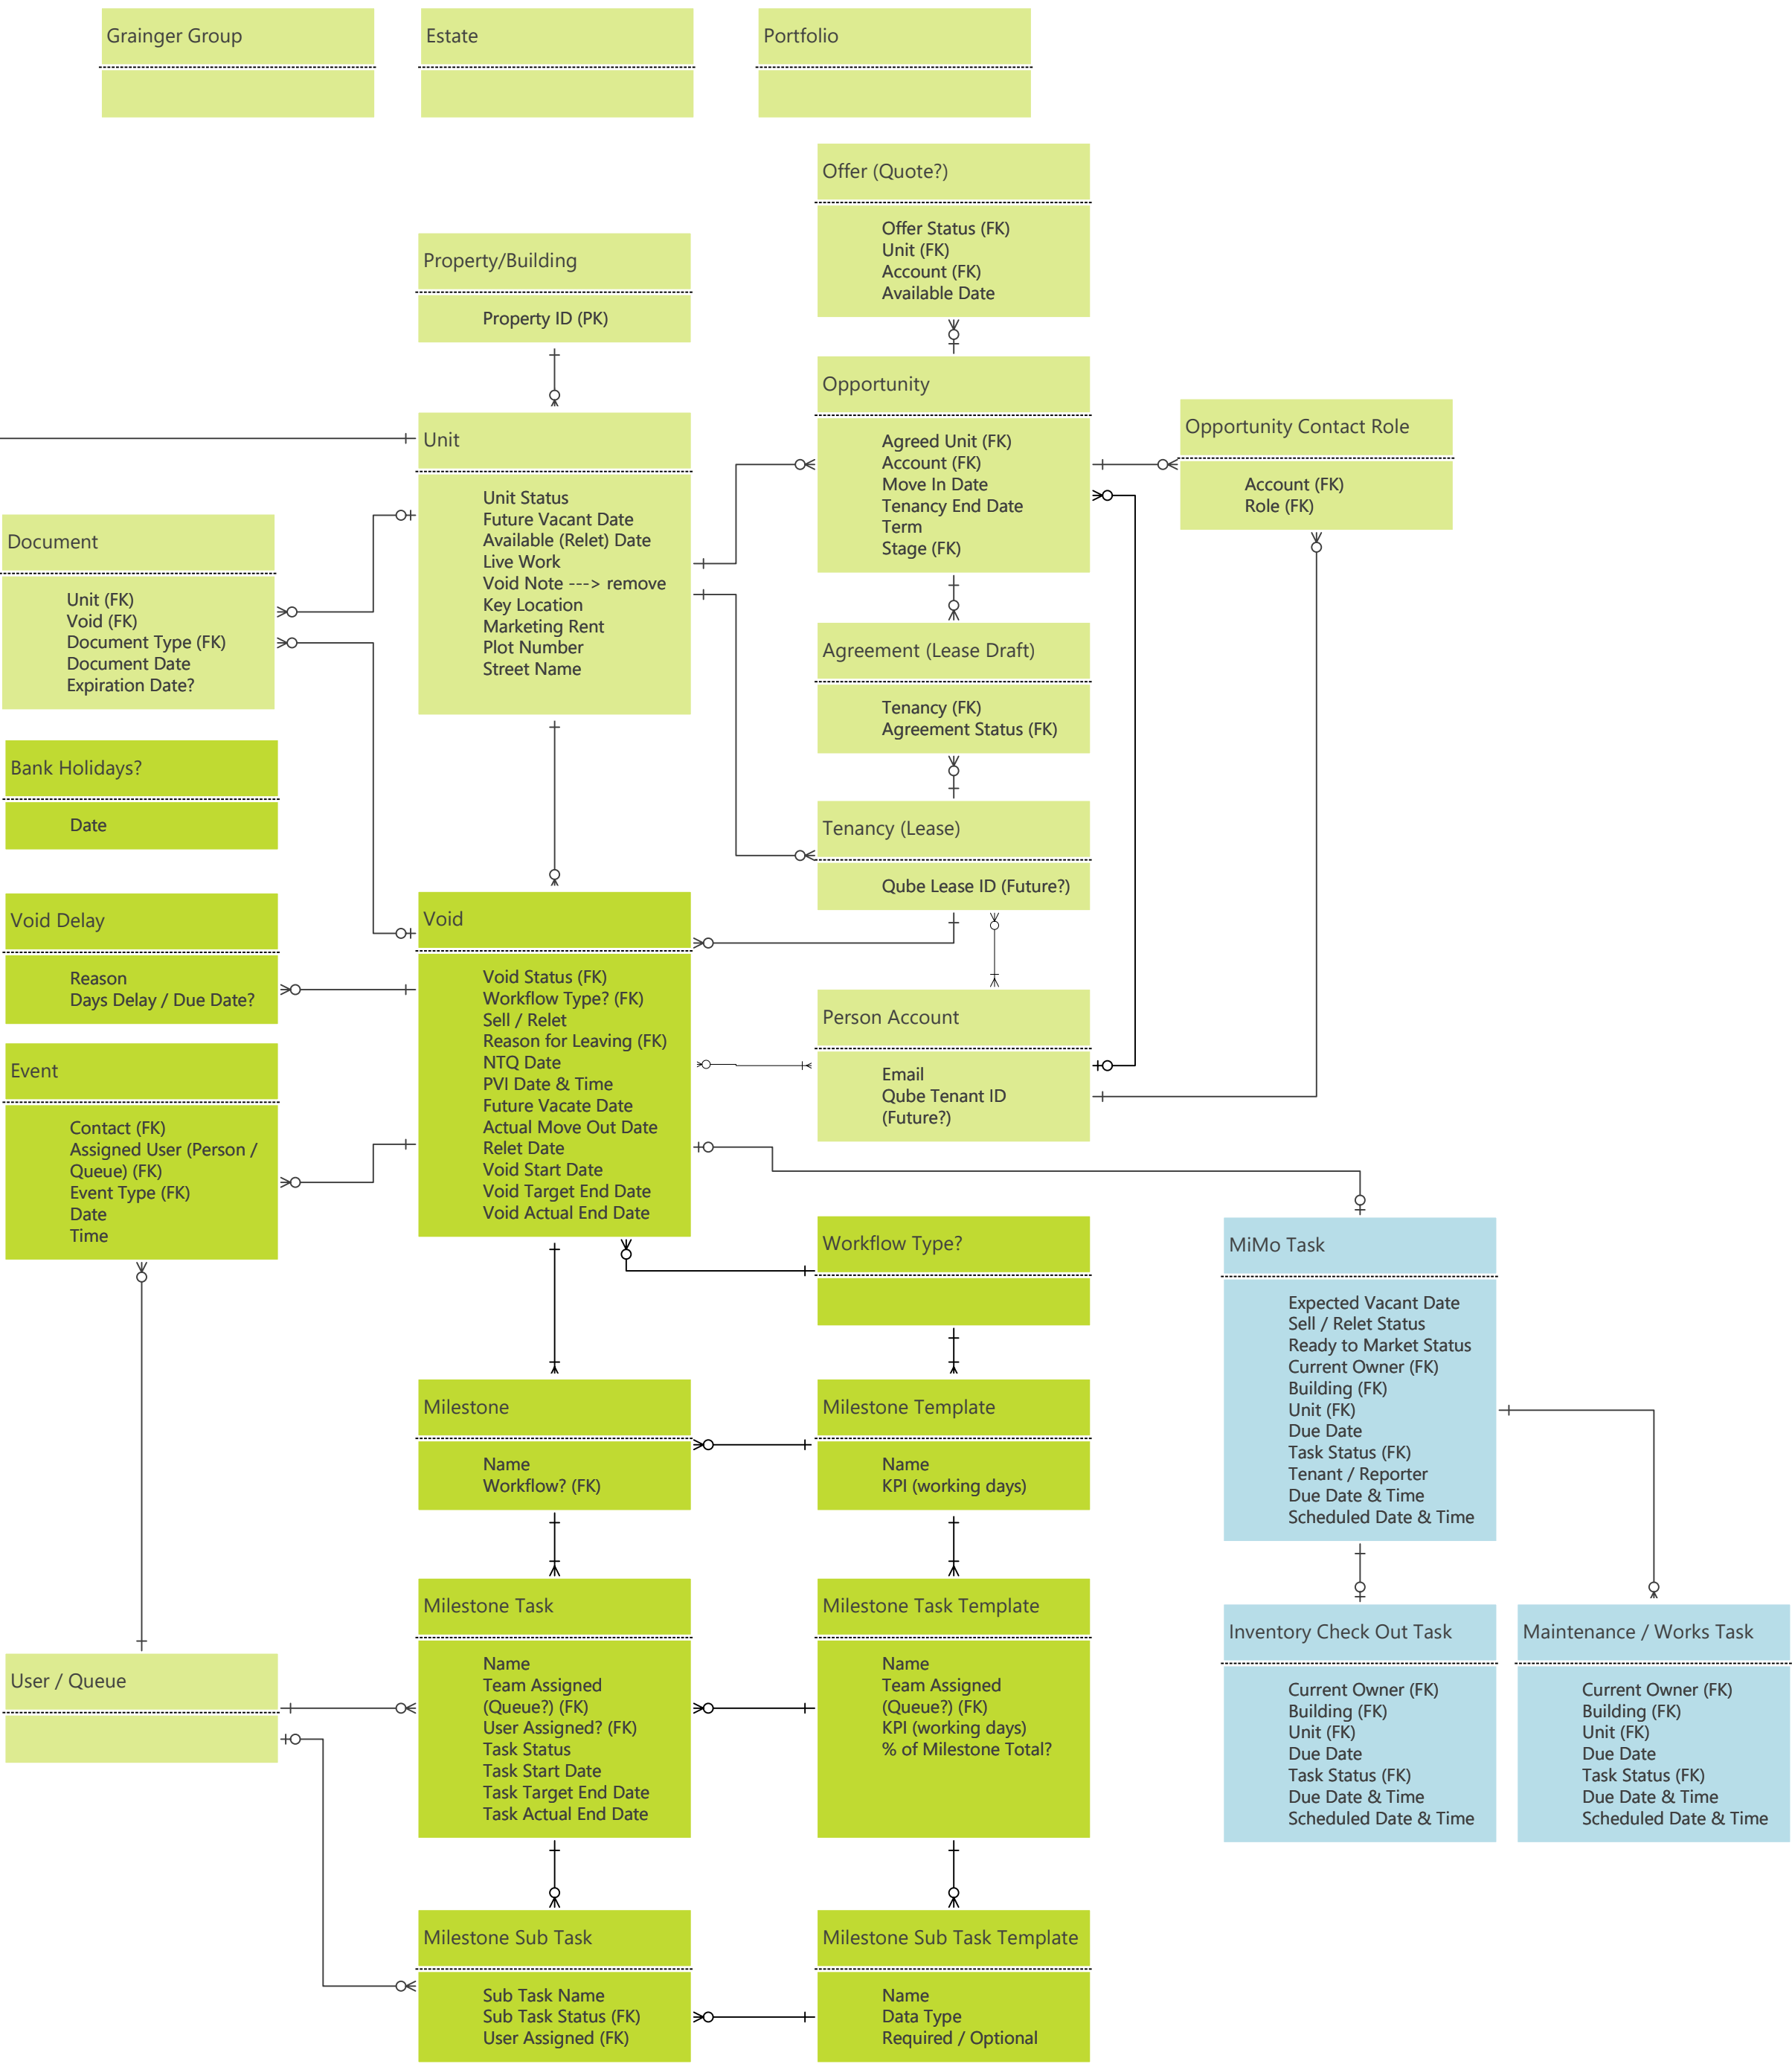 Grainger Group
Estate
Portfolio
Offer (Quote?)
Offer Status (FK)
Unit (FK)
Account (FK)
Available Date
Property/Building
Property ID (PK)
Opportunity
Agreed Unit (FK)
Account (FK)
Move In Date
Tenancy End Date
Term
Stage (FK)
Opportunity Contact Role
Account (FK)
Role (FK)
Unit
Unit Status
Future Vacant Date
Available (Relet) Date
Live Work
Void Note ---> remove
Key Location
Marketing Rent
Plot Number
Street Name
Document
Unit (FK)
Void (FK)
Document Type (FK)
Document Date
Expiration Date?
Agreement (Lease Draft)
Tenancy (FK)
Agreement Status (FK)
Bank Holidays?
Date
Tenancy (Lease)
Qube Lease ID (Future?)
Void Delay
Reason
Days Delay / Due Date?
Void
Void Status (FK)
Workflow Type? (FK)
Sell / Relet
Reason for Leaving (FK)
NTQ Date
PVI Date & Time
Future Vacate Date
Actual Move Out Date
Relet Date
Void Start Date
Void Target End Date
Void Actual End Date
Person Account
Email
Qube Tenant ID
(Future?)
Event
Contact (FK)
Assigned User (Person /
Queue) (FK)
Event Type (FK)
Date
Time
Workflow Type?
MiMo Task
Expected Vacant Date
Sell / Relet Status
Ready to Market Status
Current Owner (FK)
Building (FK)
Unit (FK)
Due Date
Task Status (FK)
Tenant / Reporter
Due Date & Time
Scheduled Date & Time
Milestone
Name
Workflow? (FK)
Milestone Template
Name
KPI (working days)
Milestone Task
Name
Team Assigned
(Queue?) (FK)
User Assigned? (FK)
Task Status
Task Start Date
Task Target End Date
Task Actual End Date
Milestone Task Template
Name
Team Assigned
(Queue?) (FK)
KPI (working days)
% of Milestone Total?
Inventory Check Out Task
Current Owner (FK)
Building (FK)
Unit (FK)
Due Date
Task Status (FK)
Due Date & Time
Scheduled Date & Time
Maintenance / Works Task
Current Owner (FK)
Building (FK)
Unit (FK)
Due Date
Task Status (FK)
Due Date & Time
Scheduled Date & Time
User / Queue
Milestone Sub Task
Sub Task Name
Sub Task Status (FK)
User Assigned (FK)
Milestone Sub Task Template
Name
Data Type
Required / Optional